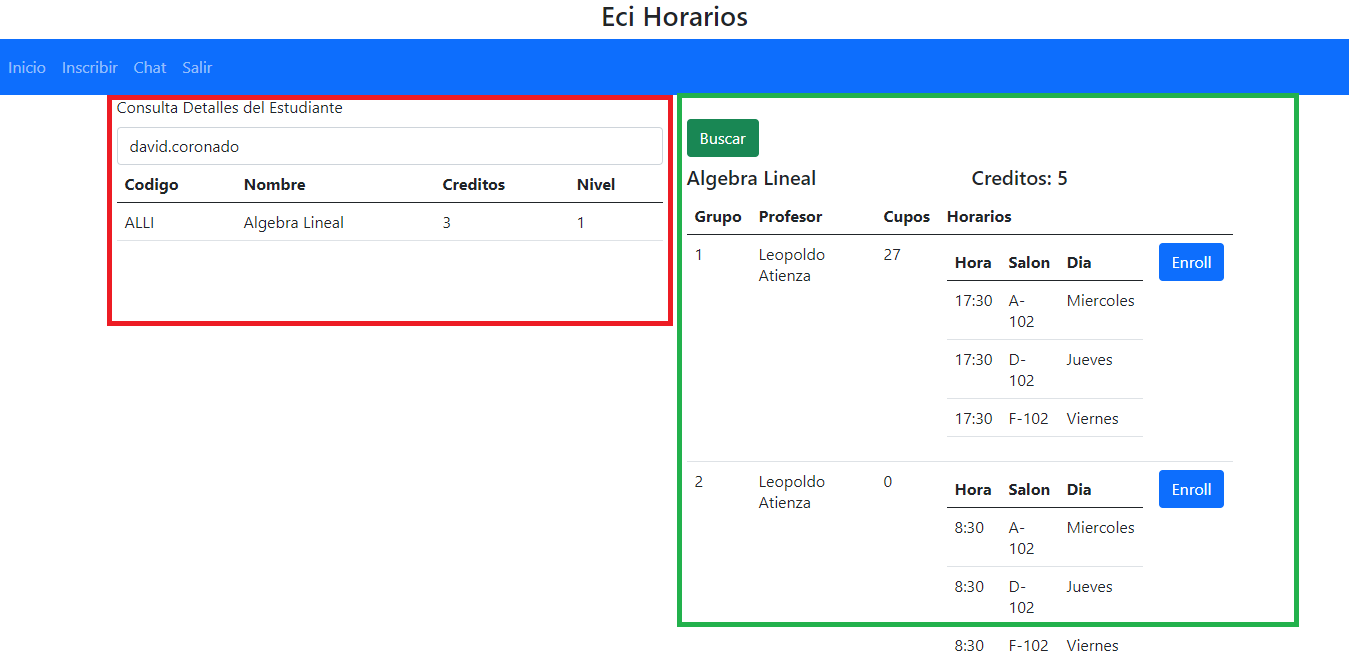 Eci Horarios
Inicio Inscribir Chat Salir
Consulta Detalles del Estudiante
david.coronado
Codigo Nombre Creditos Nivel
ALLI Algebra Lineal 3 1
Buscar
Algebra Lineal Creditos: 5
Grupo Profesor Cupos Horarios
1 Leopoldo Atienza 27
Hora Salon Dia Enroll
17:30 A-102 Miercoles
17:30 D-102 Jueves
17:30 F-102 Viernes
2 Leopoldo Atienza 0
Hora Salon Dia Enroll
8:30 A-102 Miercoles
8:30 D-102 Jueves
8:30 F-102 Viernes